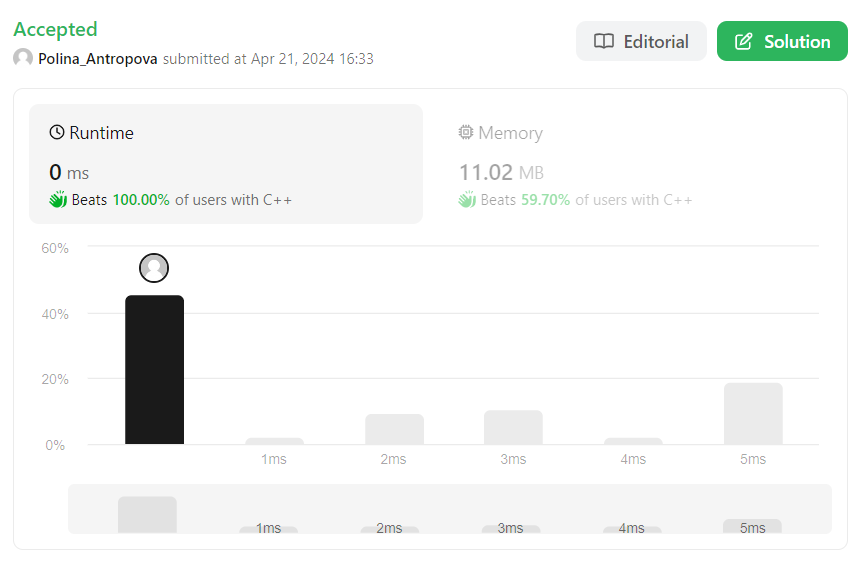 Accepted
Polina_Antropova submitted at Apr 21, 2024 16:33
Editorial
Solution
Runtime
0 ms
Beats 100.00% of users with C++
Memory
11.02 MB
Beats 59.70% of users with C++
60%
40%
20%
0%
1ms 2ms 3ms 4ms 5ms
1ms 2ms 3ms 4ms 5ms